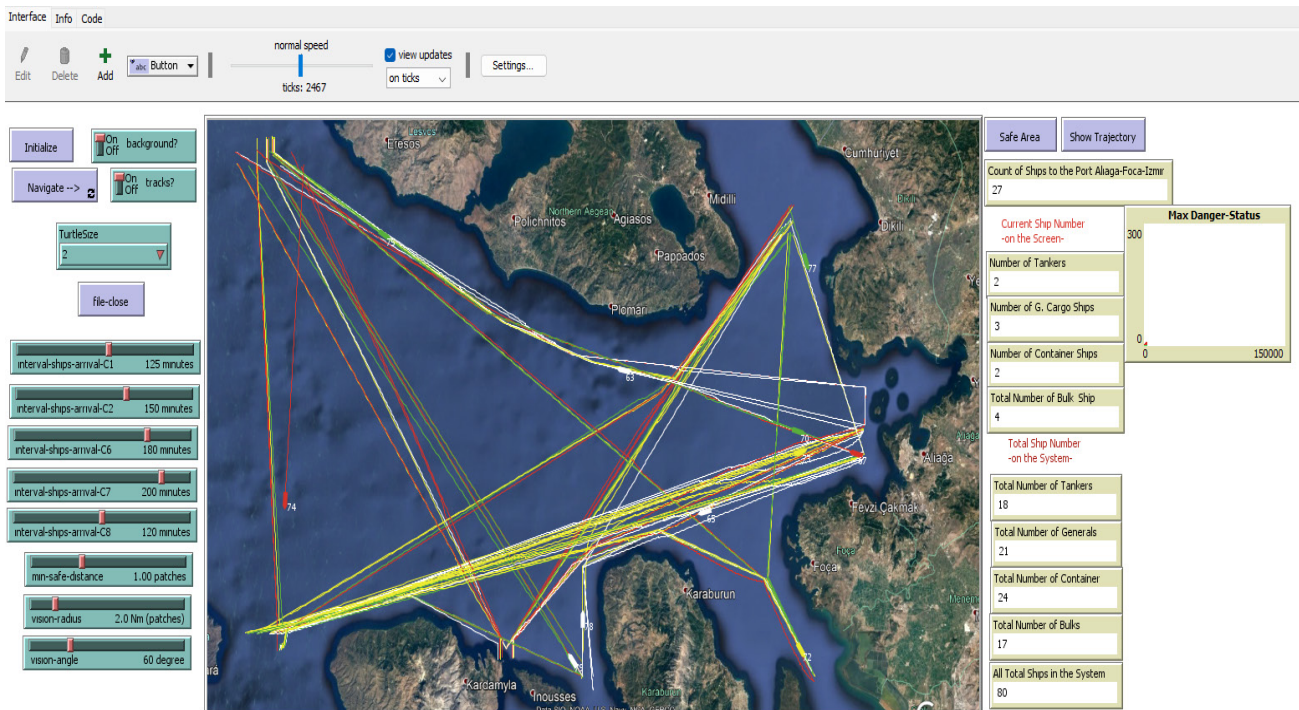 Interface Info Code
Edit Delete Add abc Button
normal speed
ticks: 2467
view updates
on ticks
Settings...
Initialize
On
Off
background?
Navigate -->
On
Off
tracks?
TurtleSize
2
file-close
interval-ships-arrival-C1 125 minutes
interval-ships-arrival-C2 150 minutes
interval-ships-arrival-C6 180 minutes
interval-ships-arrival-C7 200 minutes
interval-ships-arrival-C8 120 minutes
min-safe-distance 1.00 patches
vision-radius 2.0 Nm (patches)
vision-angle 60 degree
Lesvos
Eresos
Cumhuriyet
Midilli
Northern Aegean
Polichnitos
Agiasos
Dikili
Dikili
Pappados
Plomari
73
77
63
70
Aliağa
74
65
Fevzi Çakmak
Foça
Foça
Karaburun
78
72
Kardamyla
Inousses
Karaburun
Safe Area
Show Trajectory
Count of Ships to the Port Aliaga-Foca-Izmir
27
Current Ship Number
-on the Screen-
Number of Tankers
2
Number of G. Cargo Ships
3
Number of Container Ships
2
Total Number of Bulk Ship
4
Total Ship Number
-on the System-
Total Number of Tankers
18
Total Number of Generals
21
Total Number of Container
24
Total Number of Bulks
17
All Total Ships in the System
80
Max Danger-Status
300
0
0 150000